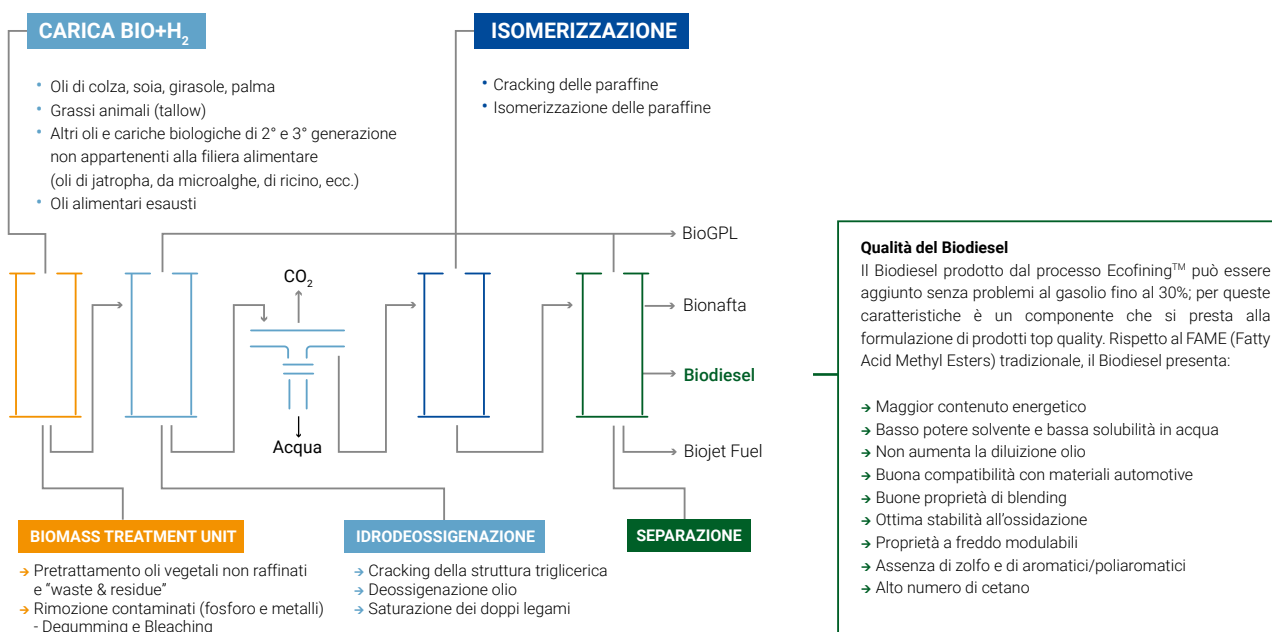 CARICA BIO+H2
• Oli di colza, soia, girasole, palma
• Grassi animali (tallow)
• Altri oli e cariche biologiche di 2° e 3° generazione
non appartenenti alla filiera alimentare
(oli di jatropha, da microalghe, di ricino, ecc.)
• Oli alimentari esausti
ISOMERIZZAZIONE
• Cracking delle paraffine
• Isomerizzazione delle paraffine
CO2
Acqua
BioGPL
Bionafta
Biodiesel
Biojet Fuel
BIOMASS TREATMENT UNIT
→ Pretrattamento oli vegetali non raffinati
e “waste & residue”
→ Rimozione contaminati (fosforo e metalli)
- Degumming e Bleaching
IDRODEOSSIGENAZIONE
→ Cracking della struttura triglicerica
→ Deossigenazione olio
→ Saturazione dei doppi legami
SEPARAZIONE
Qualità del Biodiesel
Il Biodiesel prodotto dal processo Ecofining™ può essere
aggiunto senza problemi al gasolio fino al 30%; per queste
caratteristiche è un componente che si presta alla
formulazione di prodotti top quality. Rispetto al FAME (Fatty
Acid Methyl Esters) tradizionale, il Biodiesel presenta:
→ Maggior contenuto energetico
→ Basso potere solvente e bassa solubilità in acqua
→ Non aumenta la diluizione olio
→ Buona compatibilità con materiali automotive
→ Buone proprietà di blending
→ Ottima stabilità all’ossidazione
→ Proprietà a freddo modulabili
→ Assenza di zolfo e di aromatici/poliaromatici
→ Alto numero di cetano